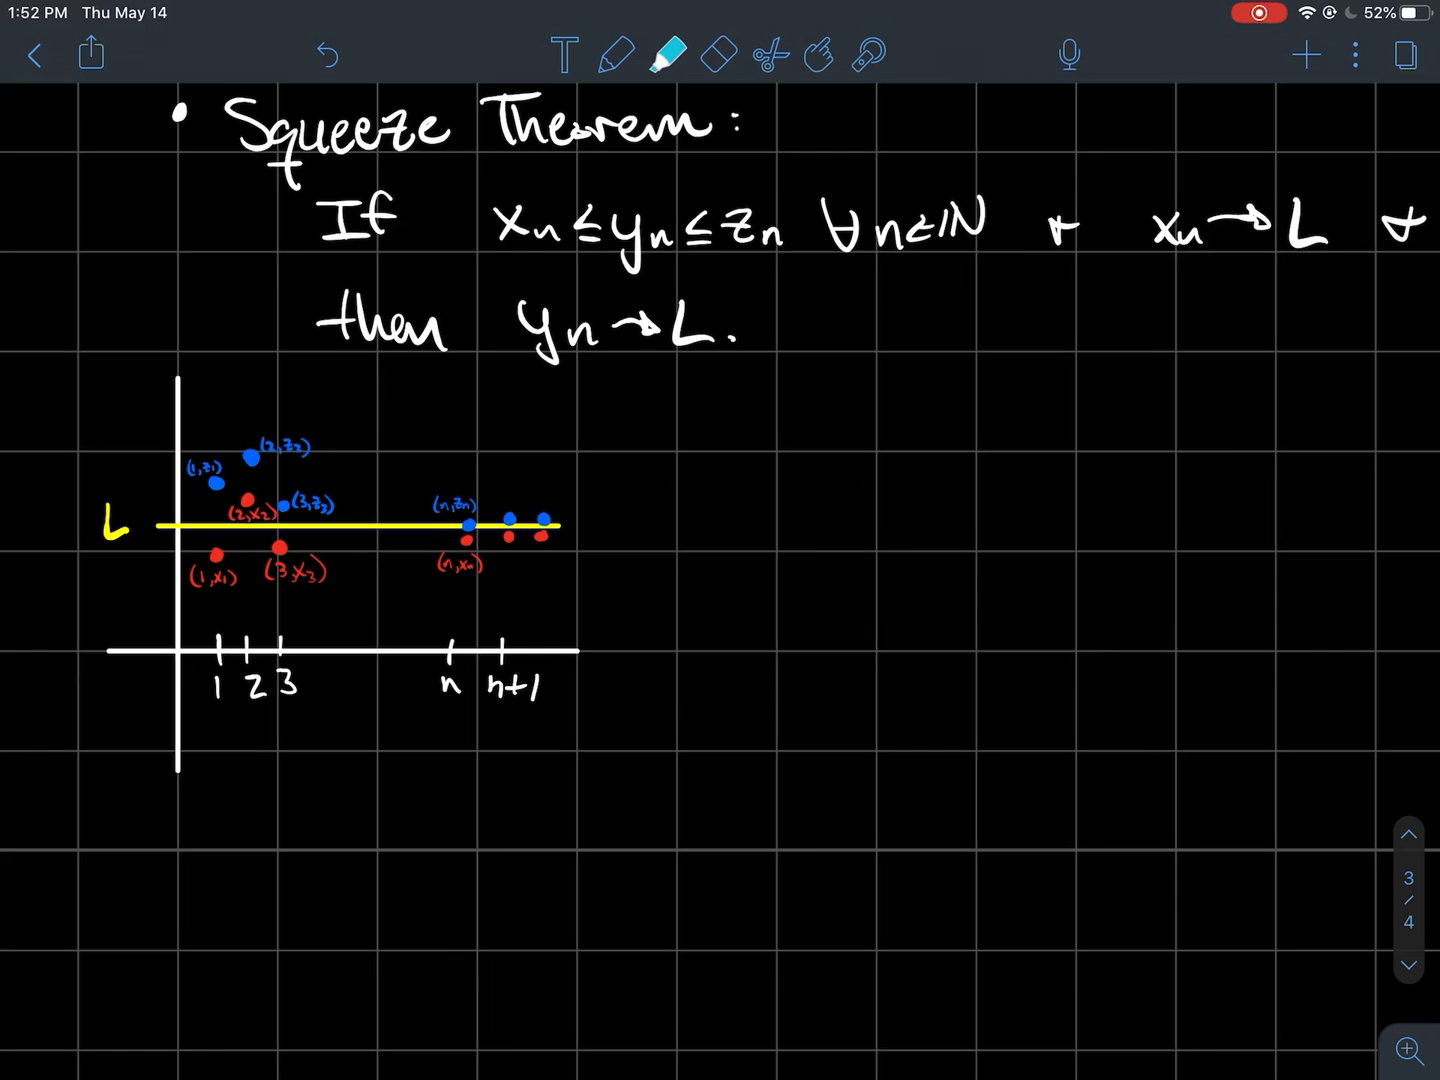 1:52 PM Thu May 14
52%
• Squeeze Theorem:
If xₙ ≤ yₙ ≤ zₙ ∀n∈ℕ & xₙ → L &
then yₙ → L.
(2,z₂)
(1,z₁)
(3,z₃)
(n,zₙ)
(2,x₂)
L
(1,x₁)
(3,x₃)
(n,xₙ)
1 2 3 n n+1
3
/
4